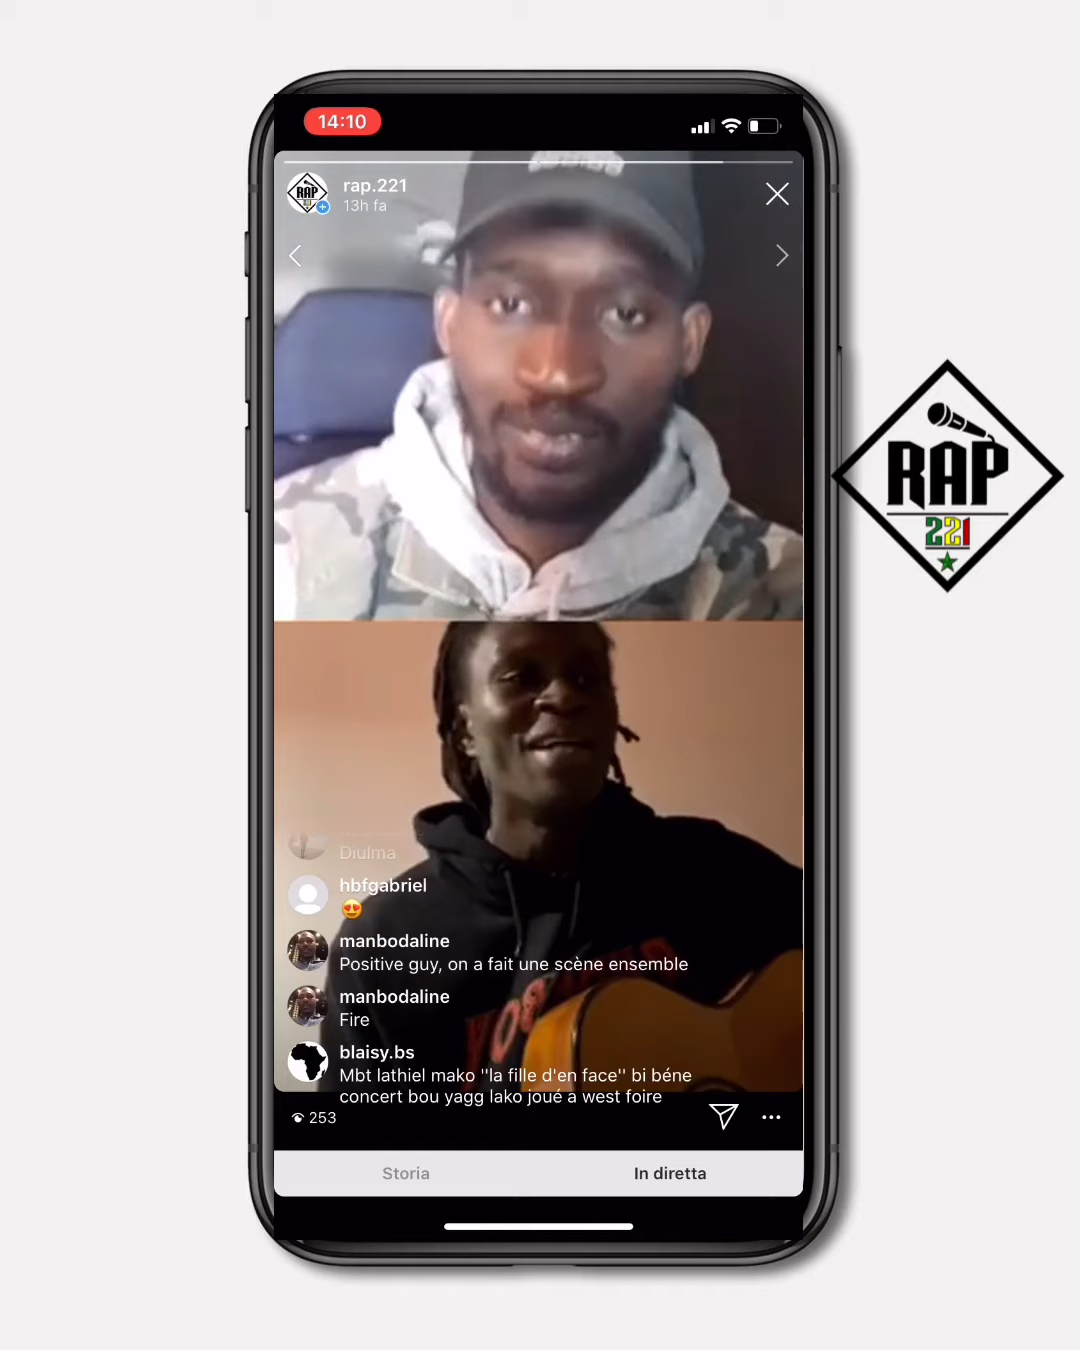 14:10
RAP
rap.221
13h fa
RAP
221
Diulma
hbfgabriel
manbodaline
Positive guy, on a fait une scène ensemble
manbodaline
Fire
blaisy.bs
Mbt lathiel mako "la fille d'en face" bi béne
concert bou yagg lako joué a west foire
253
Storia
In diretta